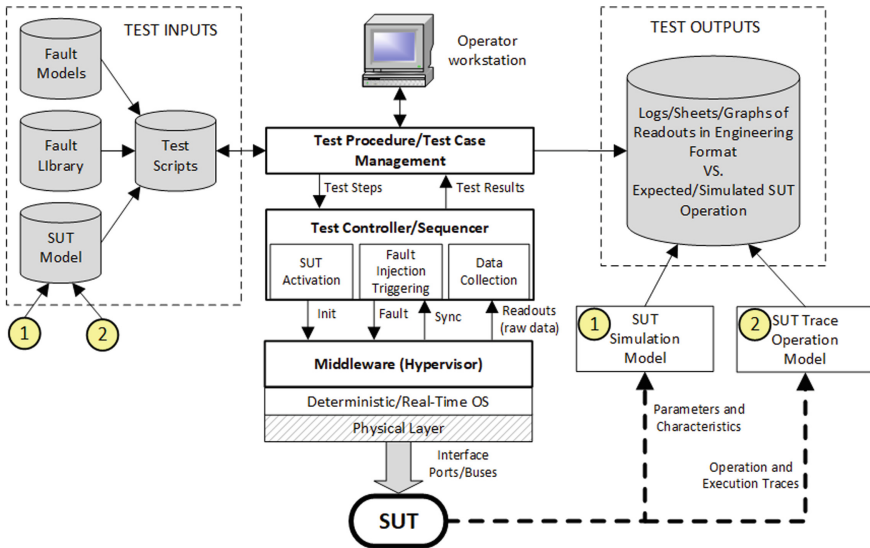 TEST INPUTS
Fault
Models
Fault
LIbrary
SUT
Model
Test
Scripts
1
2
Operator
workstation
Test Procedure/Test Case
Management
Test Steps
Test Results
Test Controller/Sequencer
SUT
Activation
Fault
Injection
Triggering
Data
Collection
Init
Fault
Sync
Readouts
(raw data)
Middleware (Hypervisor)
Deterministic/Real-Time OS
Physical Layer
Interface
Ports/Buses
SUT
TEST OUTPUTS
Logs/Sheets/Graphs of
Readouts in Engineering
Format
VS.
Expected/Simulated SUT
Operation
1
SUT
Simulation
Model
2
SUT Trace
Operation
Model
Parameters and
Characteristics
Operation and
Execution Traces